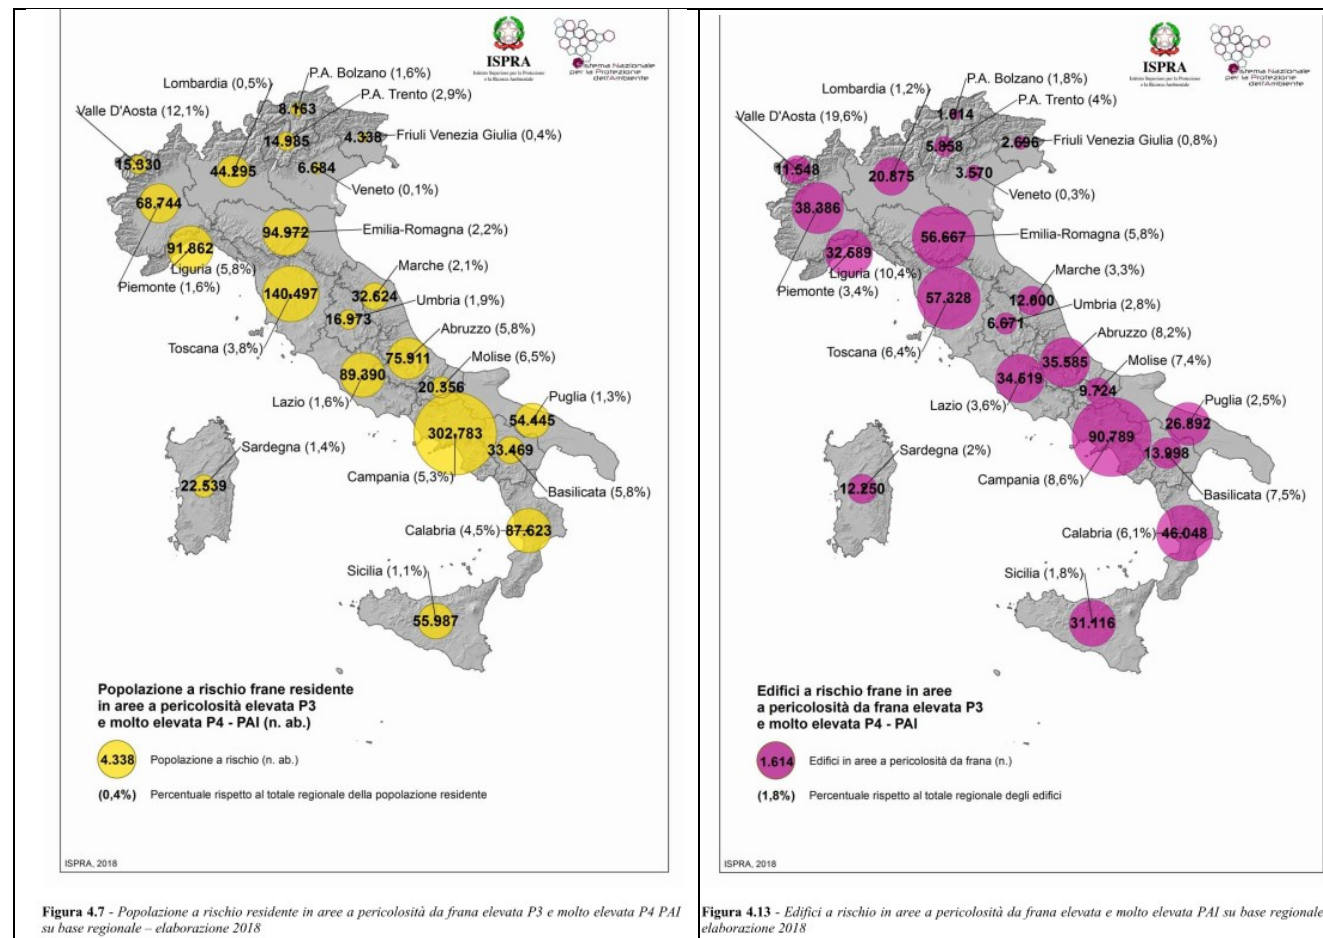 ISPRA
Istituto Superiore per la Protezione
e la Ricerca Ambientale
Sistema Nazionale
per la Protezione
dell'Ambiente
Lombardia (0,5%)
P.A. Bolzano (1,6%)
P.A. Trento (2,9%)
Valle D'Aosta (12,1%)
8.163
14.985
4.338
Friuli Venezia Giulia (0,4%)
44.295
6.684
Veneto (0,1%)
68.744
94.972
Emilia-Romagna (2,2%)
91.862
Liguria (5,8%)
Piemonte (1,6%)
Marche (2,1%)
140.497
32.624
Umbria (1,9%)
16.973
Abruzzo (5,8%)
Toscana (3,8%)
75.911
Molise (6,5%)
89.390
20.356
Lazio (1,6%)
Puglia (1,3%)
54.445
302.783
33.469
Sardegna (1,4%)
Campania (5,3%)
Basilicata (5,8%)
22.539
Calabria (4,5%)
87.623
Sicilia (1,1%)
55.987
Popolazione a rischio frane residente
in aree a pericolosità elevata P3
e molto elevata P4 - PAI (n. ab.)
4.338 Popolazione a rischio (n. ab.)
(0,4%) Percentuale rispetto al totale regionale della popolazione residente
ISPRA, 2018
Figura 4.7 - Popolazione a rischio residente in aree a pericolosità da frana elevata P3 e molto elevata P4 PAI
su base regionale – elaborazione 2018
ISPRA
Istituto Superiore per la Protezione
e la Ricerca Ambientale
Sistema Nazionale
per la Protezione
dell'Ambiente
Lombardia (1,2%)
P.A. Bolzano (1,8%)
P.A. Trento (4%)
Valle D'Aosta (19,6%)
1.614
5.858
2.696
Friuli Venezia Giulia (0,8%)
11.548
20.875
3.570
Veneto (0,3%)
38.386
56.667
Emilia-Romagna (5,8%)
Liguria (10,4%)
Piemonte (3,4%)
Marche (3,3%)
57.328
Umbria (2,8%)
Abruzzo (8,2%)
Toscana (6,4%)
35.585
Molise (7,4%)
34.519
9.724
Lazio (3,6%)
Puglia (2,5%)
26.892
90.789
13.998
Sardegna (2%)
Campania (8,6%)
Basilicata (7,5%)
12.250
Calabria (6,1%)
46.048
Sicilia (1,8%)
31.116
Edifici a rischio frane in aree
a pericolosità da frana elevata P3
e molto elevata P4 - PAI
1.614 Edifici in aree a pericolosità da frana (n.)
(1,8%) Percentuale rispetto al totale regionale degli edifici
ISPRA, 2018
Figura 4.13 - Edifici a rischio in aree a pericolosità da frana elevata e molto elevata PAI su base regionale
elaborazione 2018